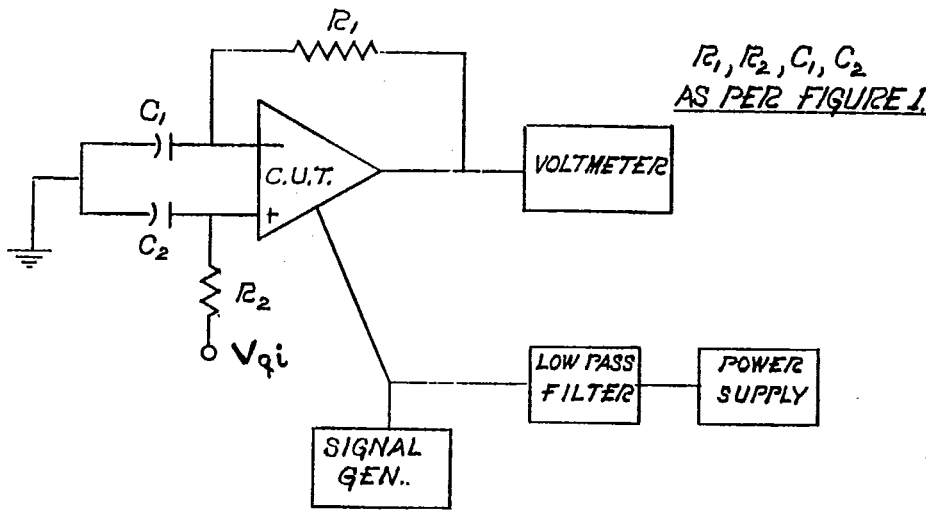 R1
R1, R2, C1, C2
AS PER FIGURE 1.
C1
−
C.U.T.
VOLTMETER
+
C2
R2
Vqi
LOW PASS
FILTER
POWER
SUPPLY
SIGNAL
GEN..